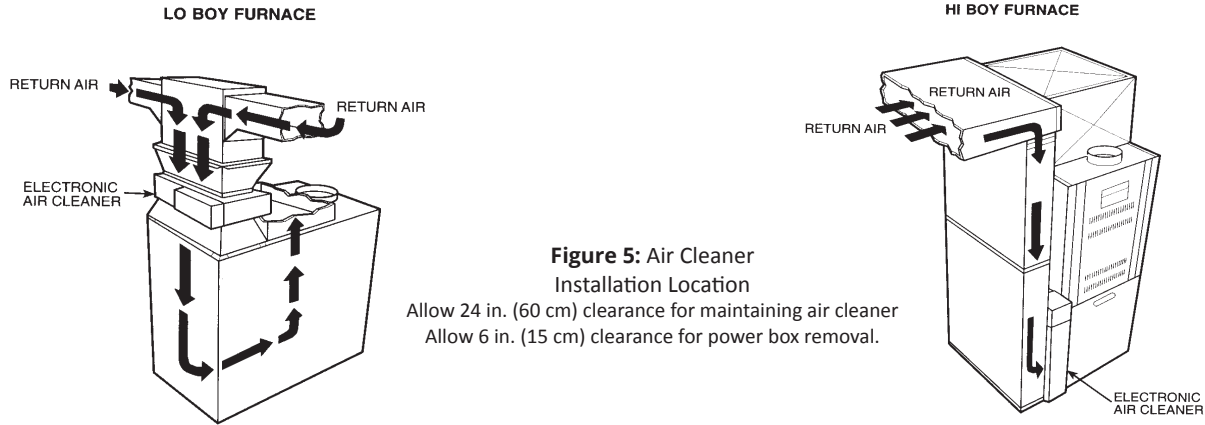 LO BOY FURNACE
RETURN AIR
RETURN AIR
ELECTRONIC
AIR CLEANER
Figure 5: Air Cleaner
Installation Location
Allow 24 in. (60 cm) clearance for maintaining air cleaner
Allow 6 in. (15 cm) clearance for power box removal.
HI BOY FURNACE
RETURN AIR
RETURN AIR
ELECTRONIC
AIR CLEANER